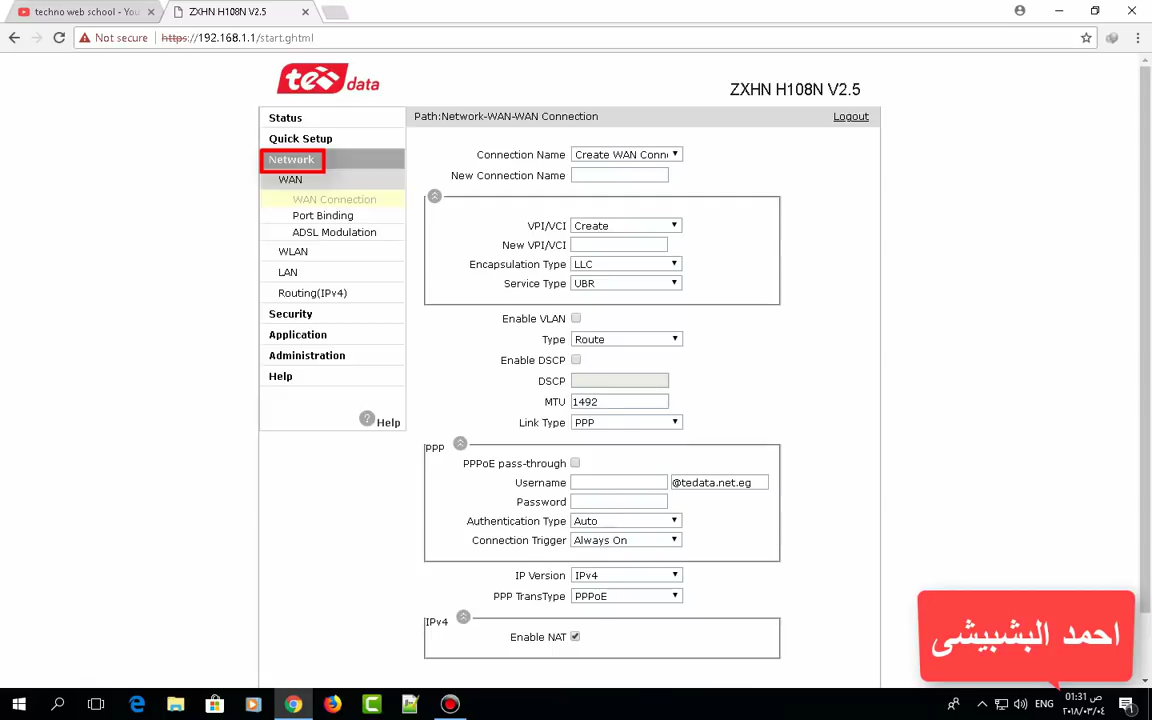 techno web school - You
ZXHN H108N V2.5
Not secure
https://192.168.1.1/start.ghtml
tedata
ZXHN H108N V2.5
Status
Quick Setup
Network
WAN
WAN Connection
Port Binding
ADSL Modulation
WLAN
LAN
Routing(IPv4)
Security
Application
Administration
Help
? Help
Path:Network-WAN-WAN Connection
Logout
Connection Name Create WAN Conn
New Connection Name
VPI/VCI Create
New VPI/VCI
Encapsulation Type LLC
Service Type UBR
Enable VLAN
Type Route
Enable DSCP
DSCP
MTU 1492
Link Type PPP
PPP
PPPoE pass-through
Username @tedata.net.eg
Password
Authentication Type Auto
Connection Trigger Always On
IP Version IPv4
PPP TransType PPPoE
IPv4
Enable NAT
احمد البشبيشى
ENG
01:31 ص
٢٠١٨/٠٣/٠٤
1